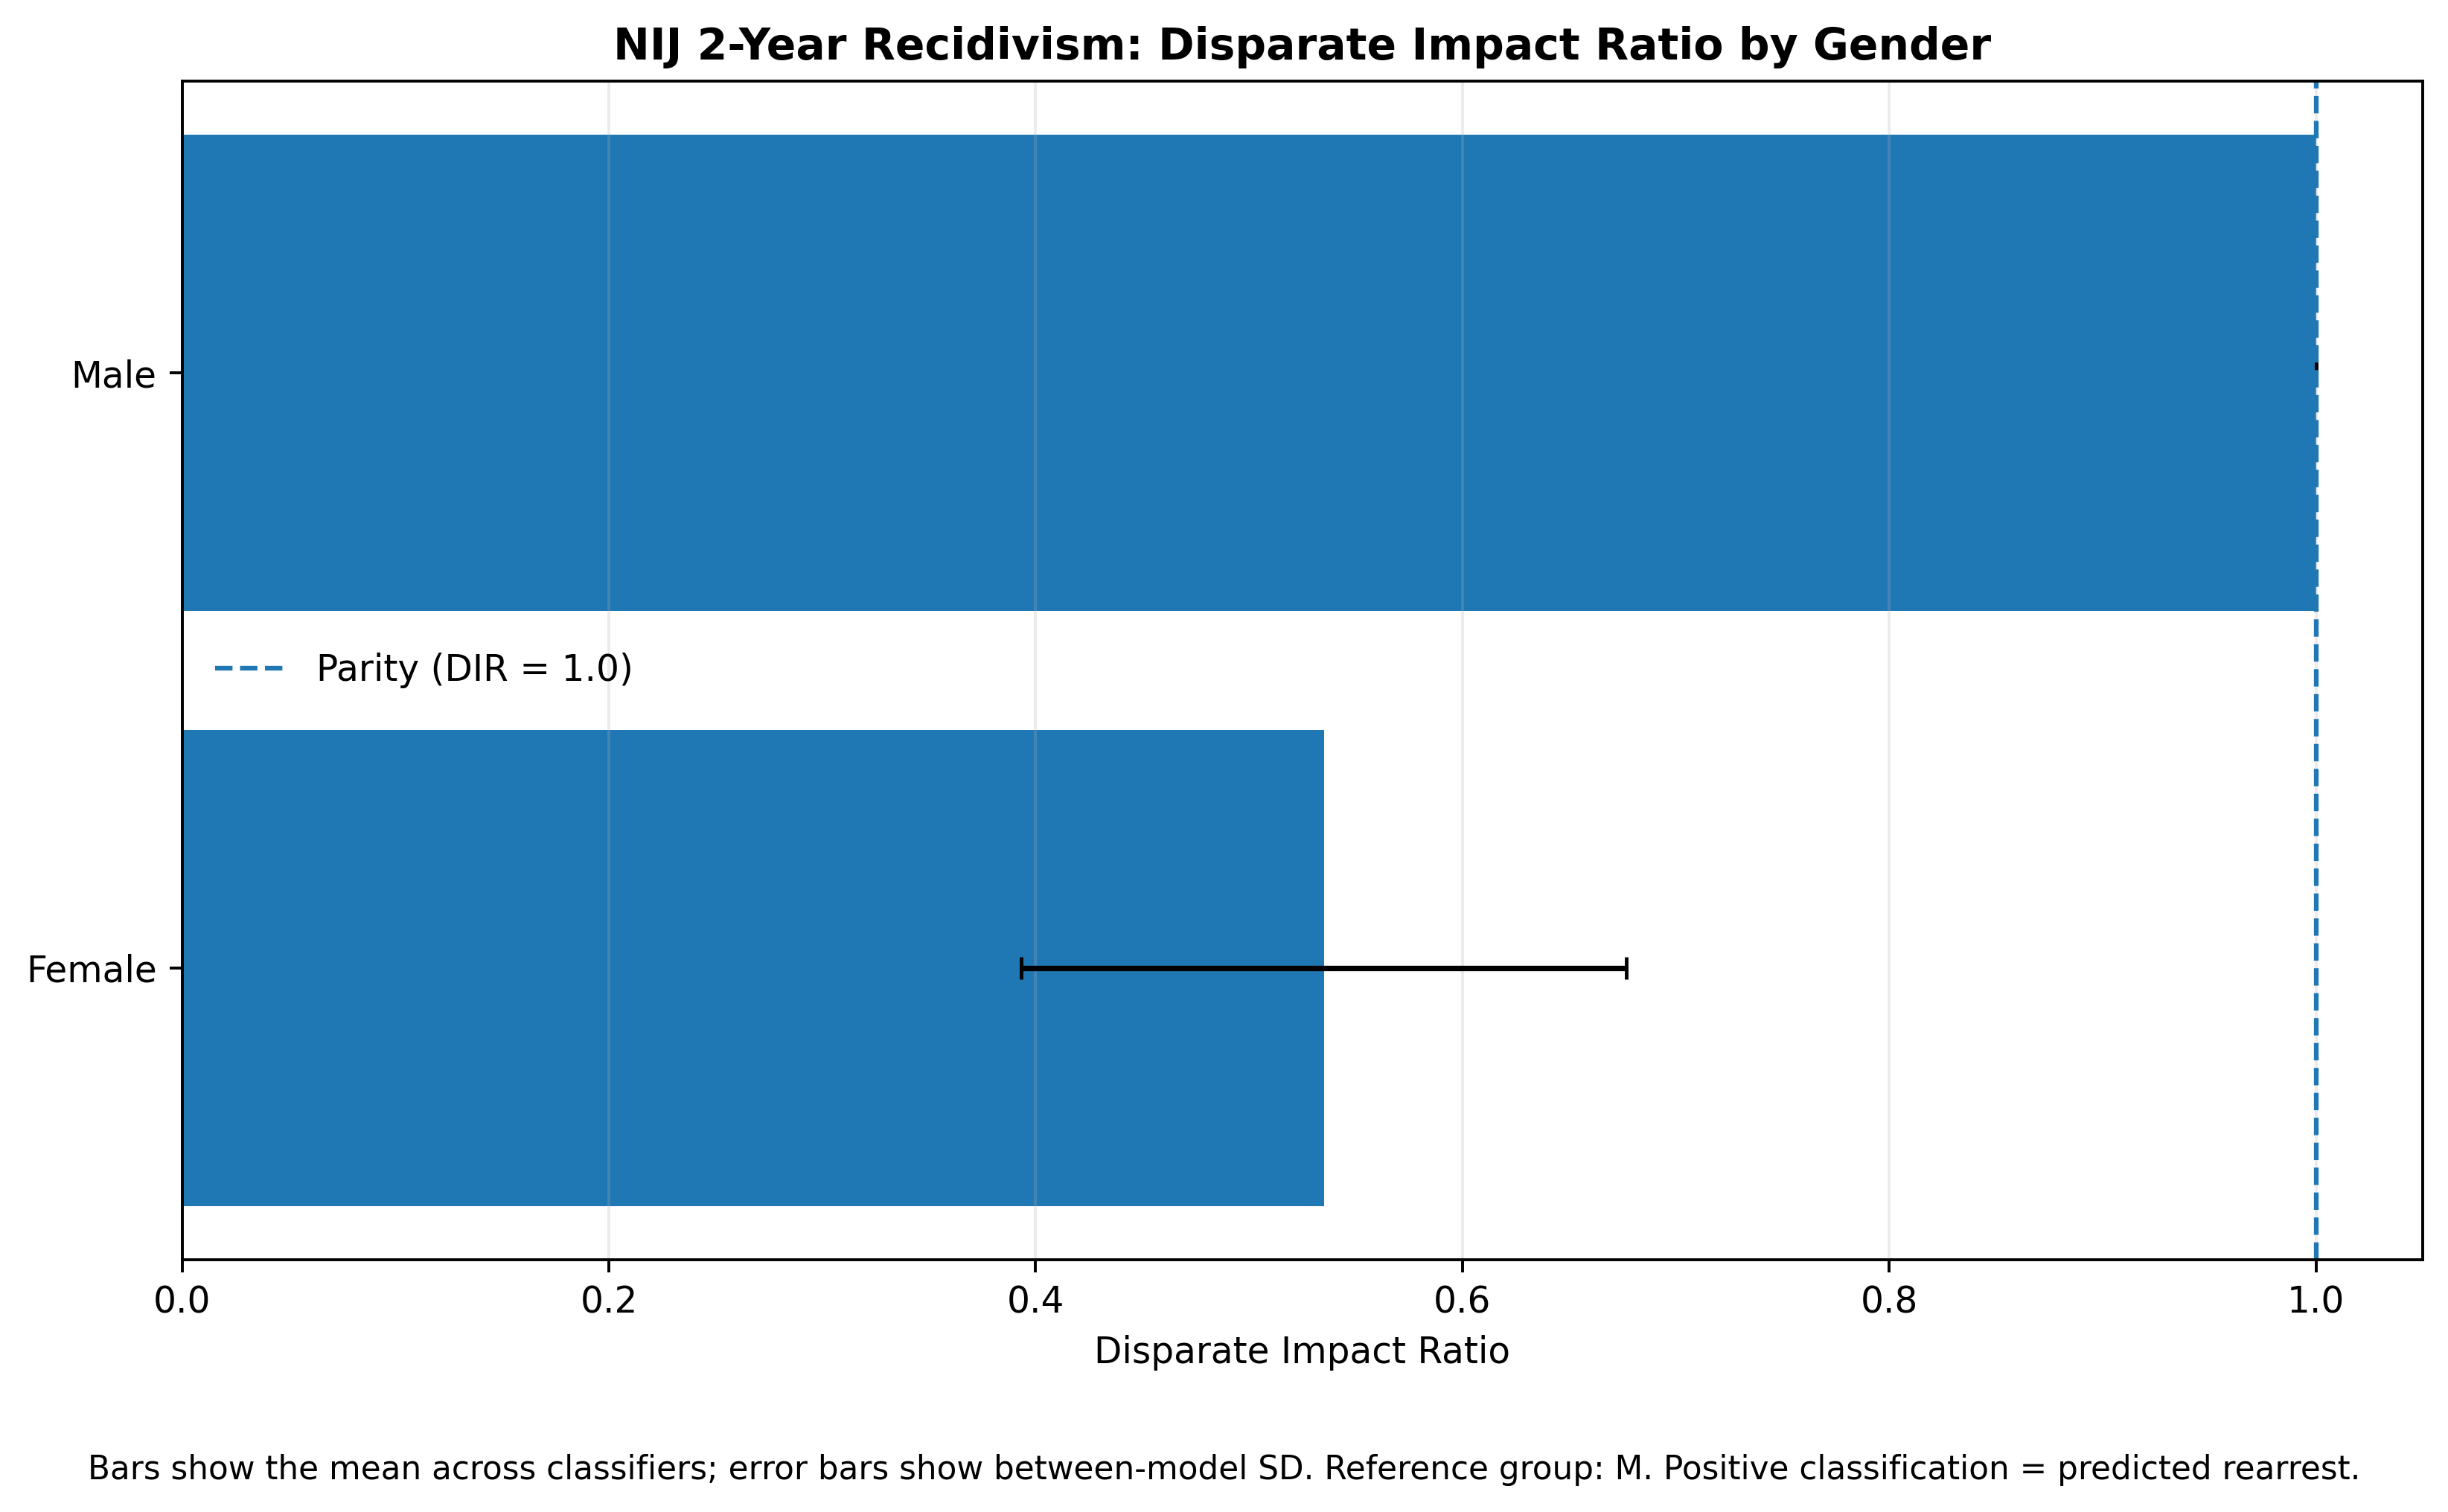 NIJ 2-Year Recidivism: Disparate Impact Ratio by Gender
Male
Parity (DIR = 1.0)
Female
0.0 0.2 0.4 0.6 0.8 1.0
Disparate Impact Ratio
Bars show the mean across classifiers; error bars show between-model SD. Reference group: M. Positive classification = predicted rearrest.